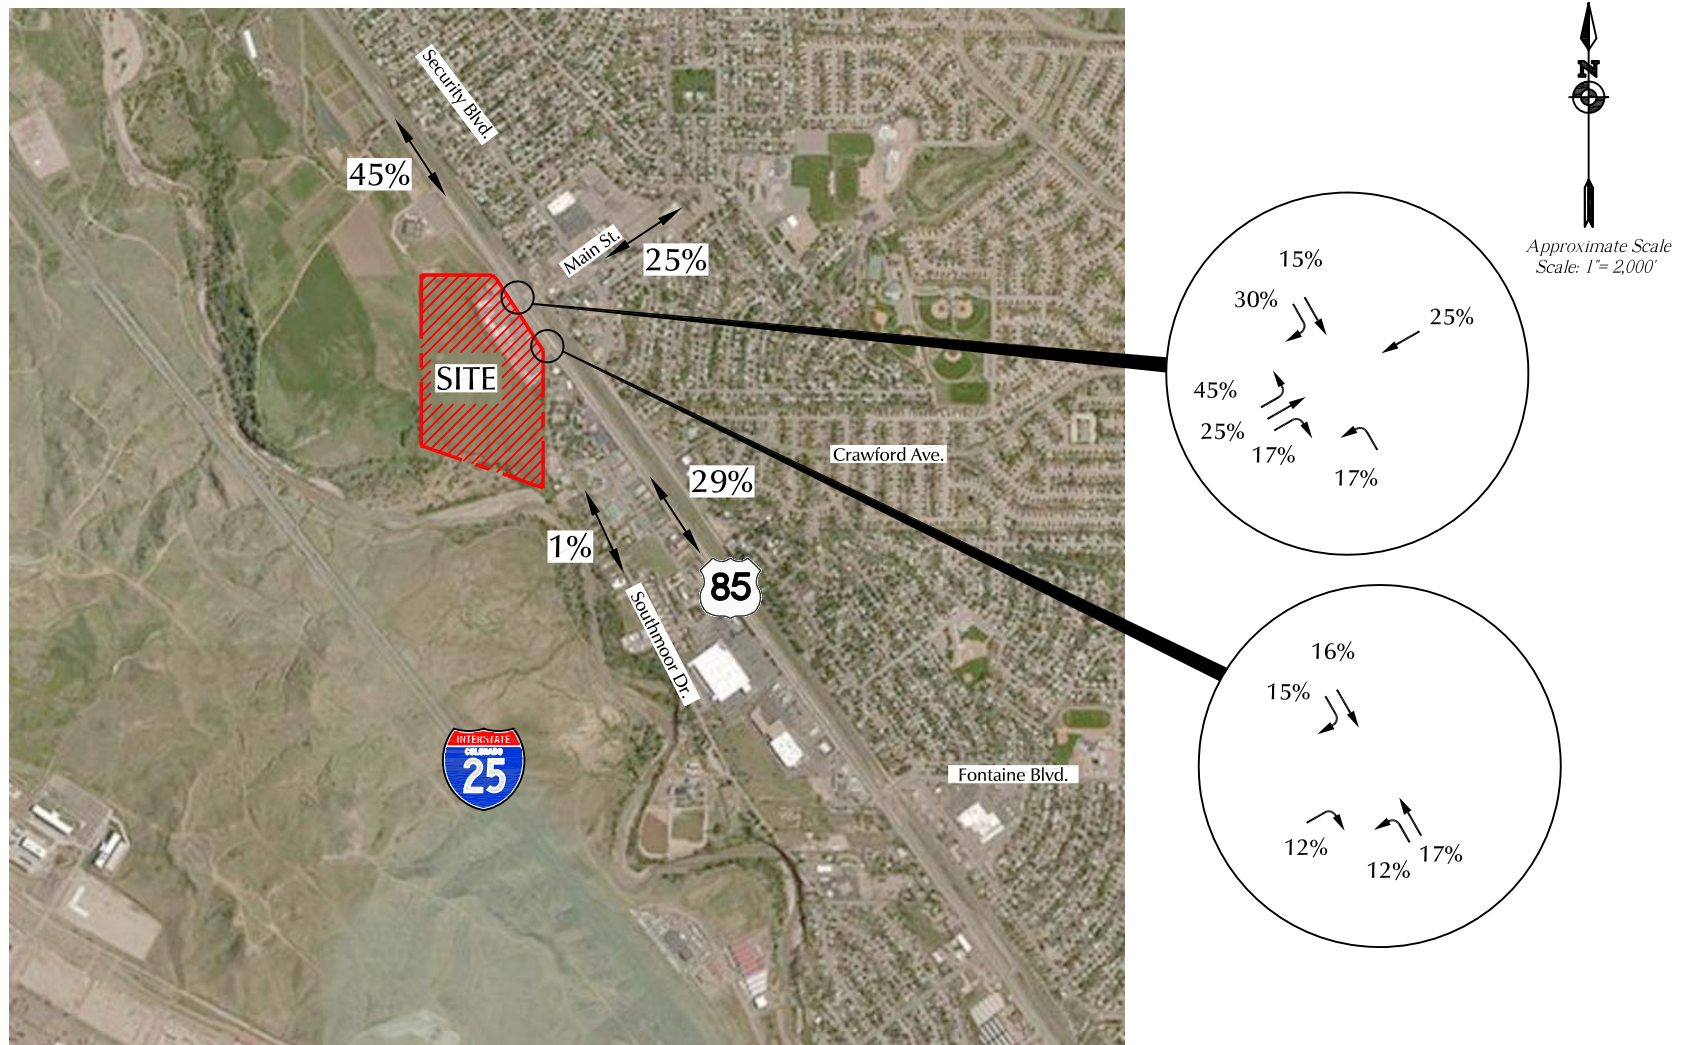 Security Blvd.
45%
Main St.
25%
SITE
Crawford Ave.
29%
1%
85
Southmoor Dr.
INTERSTATE
COLORADO
25
Fontaine Blvd.
N
Approximate Scale
Scale: 1"= 2,000'
15%
30%
25%
45%
25%
17%
17%
16%
15%
12%
12%
17%